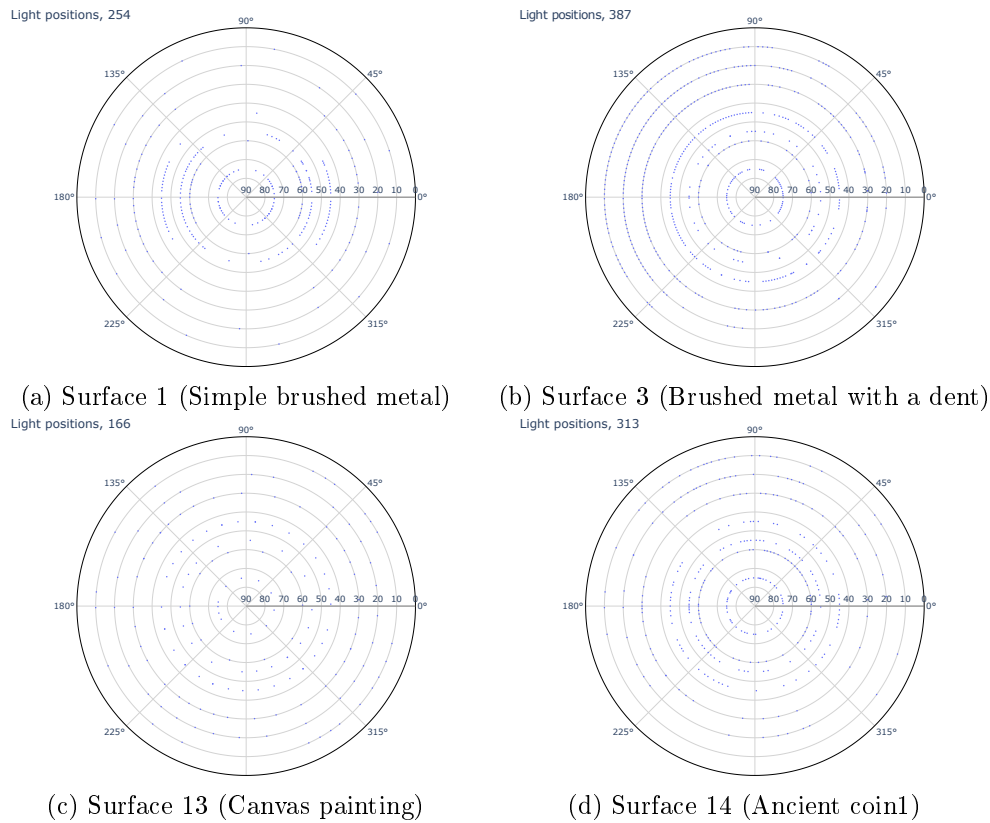 Light positions, 254
90°
135°
45°
180°
90 80 70 60 50 40 30 20 10 0
0°
225°
315°
(a) Surface 1 (Simple brushed metal)
Light positions, 387
90°
135°
45°
180°
90 80 70 60 50 40 30 20 10 0
0°
225°
315°
(b) Surface 3 (Brushed metal with a dent)
Light positions, 166
90°
135°
45°
180°
90 80 70 60 50 40 30 20 10 0
0°
225°
315°
(c) Surface 13 (Canvas painting)
Light positions, 313
90°
135°
45°
180°
90 80 70 60 50 40 30 20 10 0
0°
225°
315°
(d) Surface 14 (Ancient coin1)